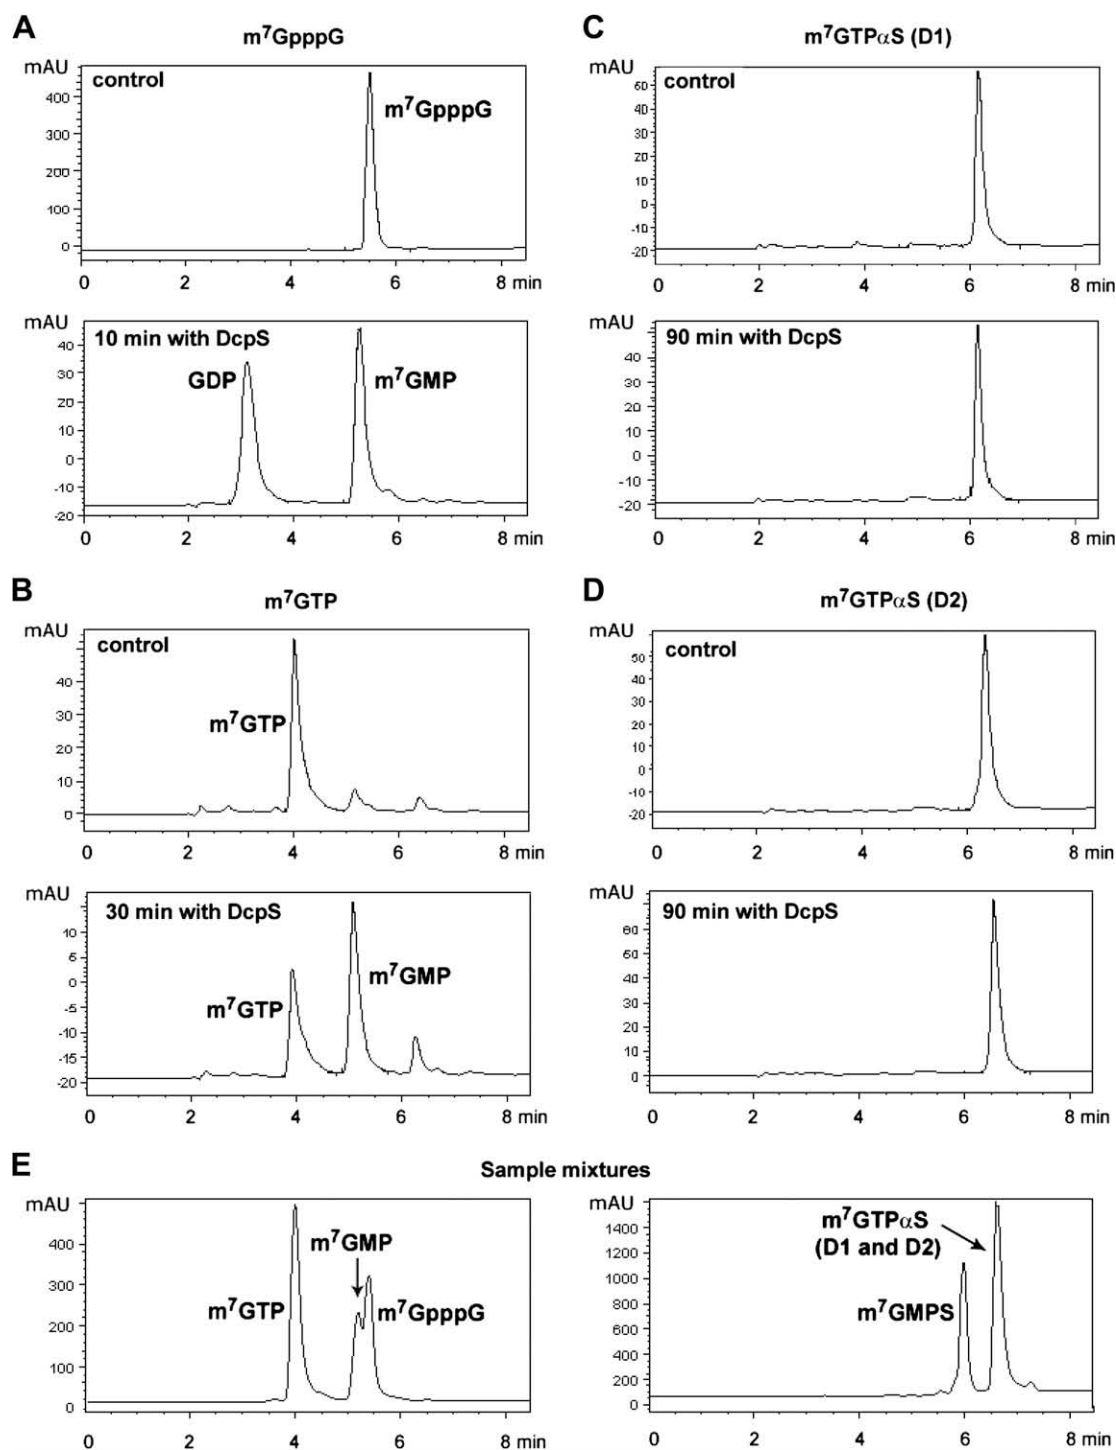 A
m⁷GpppG
mAU
control
m⁷GpppG
400
300
200
100
0
0 2 4 6 8 min
mAU
10 min with DcpS
GDP
m⁷GMP
40
30
20
10
0
-10
-20
0 2 4 6 8 min
C
m⁷GTPαS (D1)
mAU
control
50
40
30
20
10
0
-10
-20
0 2 4 6 8 min
mAU
90 min with DcpS
40
30
20
10
0
-10
-20
0 2 4 6 8 min
B
m⁷GTP
mAU
control
m⁷GTP
40
30
20
10
0
0 2 4 6 8 min
mAU
30 min with DcpS
m⁷GTP
m⁷GMP
10
5
0
-5
-10
-15
-20
0 2 4 6 8 min
D
m⁷GTPαS (D2)
mAU
control
50
40
30
20
10
0
-10
-20
0 2 4 6 8 min
mAU
90 min with DcpS
60
50
40
30
20
10
0
0 2 4 6 8 min
E
Sample mixtures
mAU
m⁷GMP
m⁷GTP
m⁷GpppG
400
300
200
100
0
0 2 4 6 8 min
mAU
m⁷GTPαS
(D1 and D2)
m⁷GMPS
1400
1200
1000
800
600
400
200
0
0 2 4 6 8 min